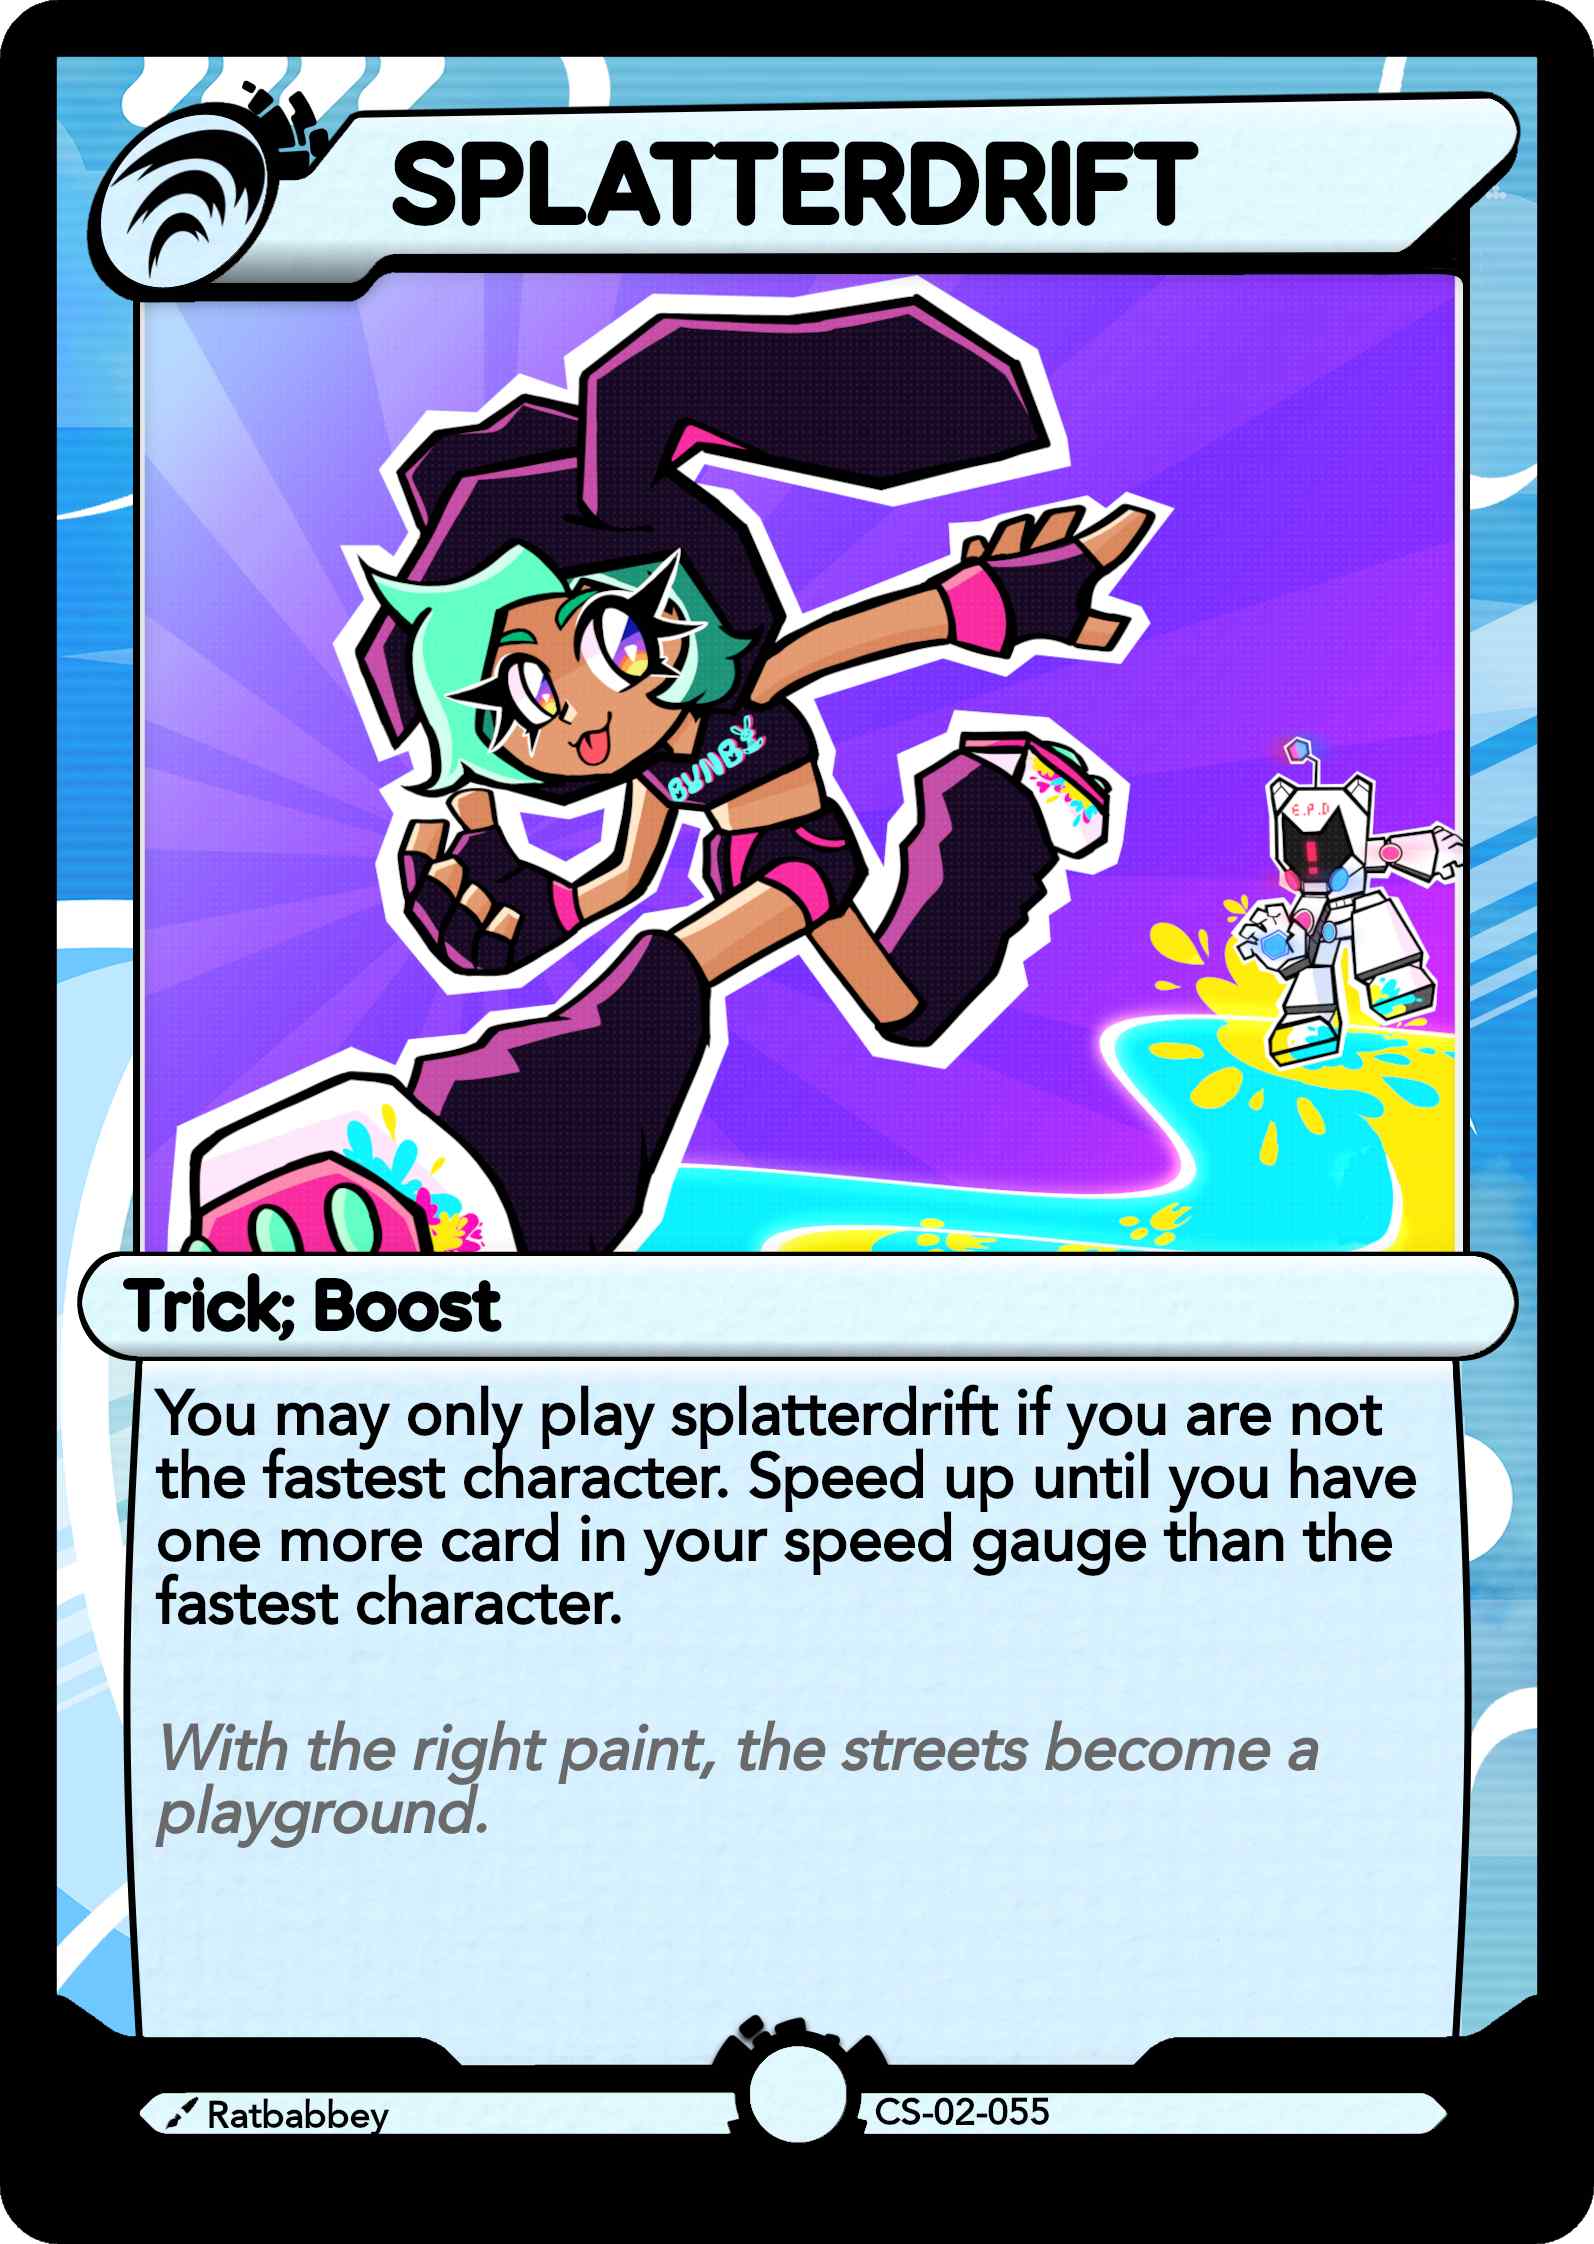 SPLATTERDRIFT
BUNBI
E.P.D
!
Trick; Boost
You may only play splatterdrift if you are not
the fastest character. Speed up until you have
one more card in your speed gauge than the
fastest character.
With the right paint, the streets become a
playground.
Ratbabbey
CS-02-055